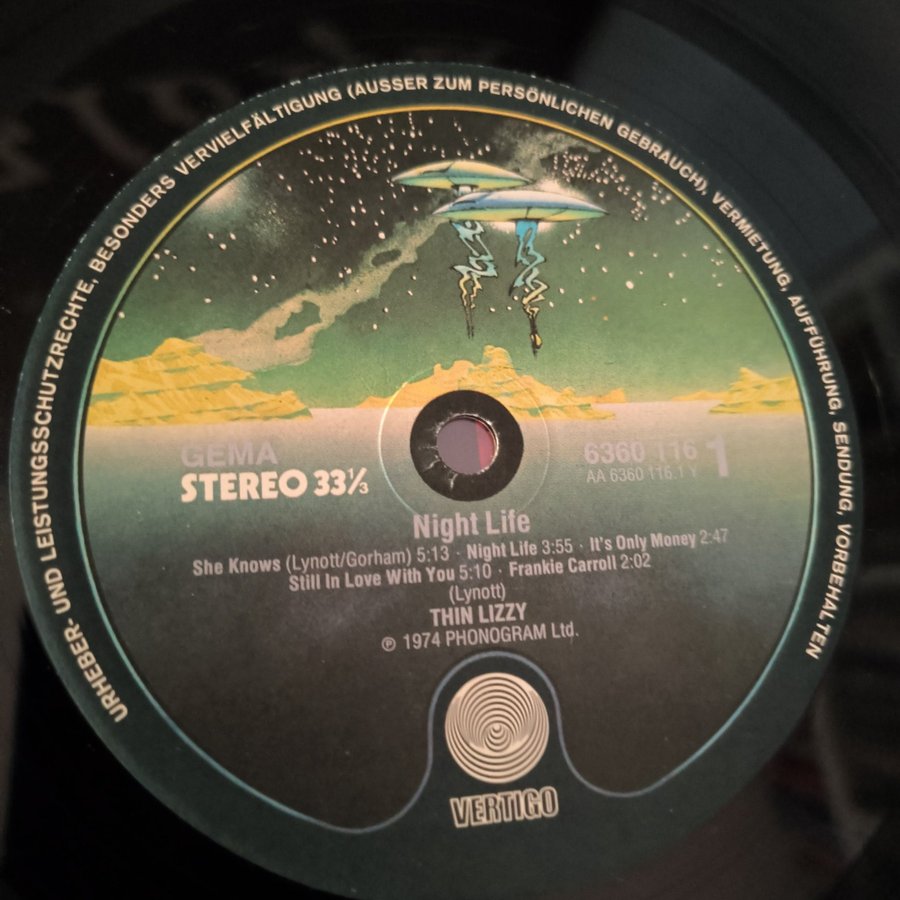 URHEBER- UND LEISTUNGSSCHUTZRECHTE, BESONDERS VERVIELFÄLTIGUNG (AUSSER ZUM PERSÖNLICHEN GEBRAUCH), VERMIETUNG, AUFFÜHRUNG, SENDUNG, VORBEHALTEN
GEMA
STEREO 33⅓
6360 116 1
AA 6360 116.1 Y
Night Life
She Knows (Lynott/Gorham) 5:13 · Night Life 3:55 · It's Only Money 2:47
Still In Love With You 5:10 · Frankie Carroll 2:02
(Lynott)
THIN LIZZY
℗ 1974 PHONOGRAM Ltd.
VERTIGO